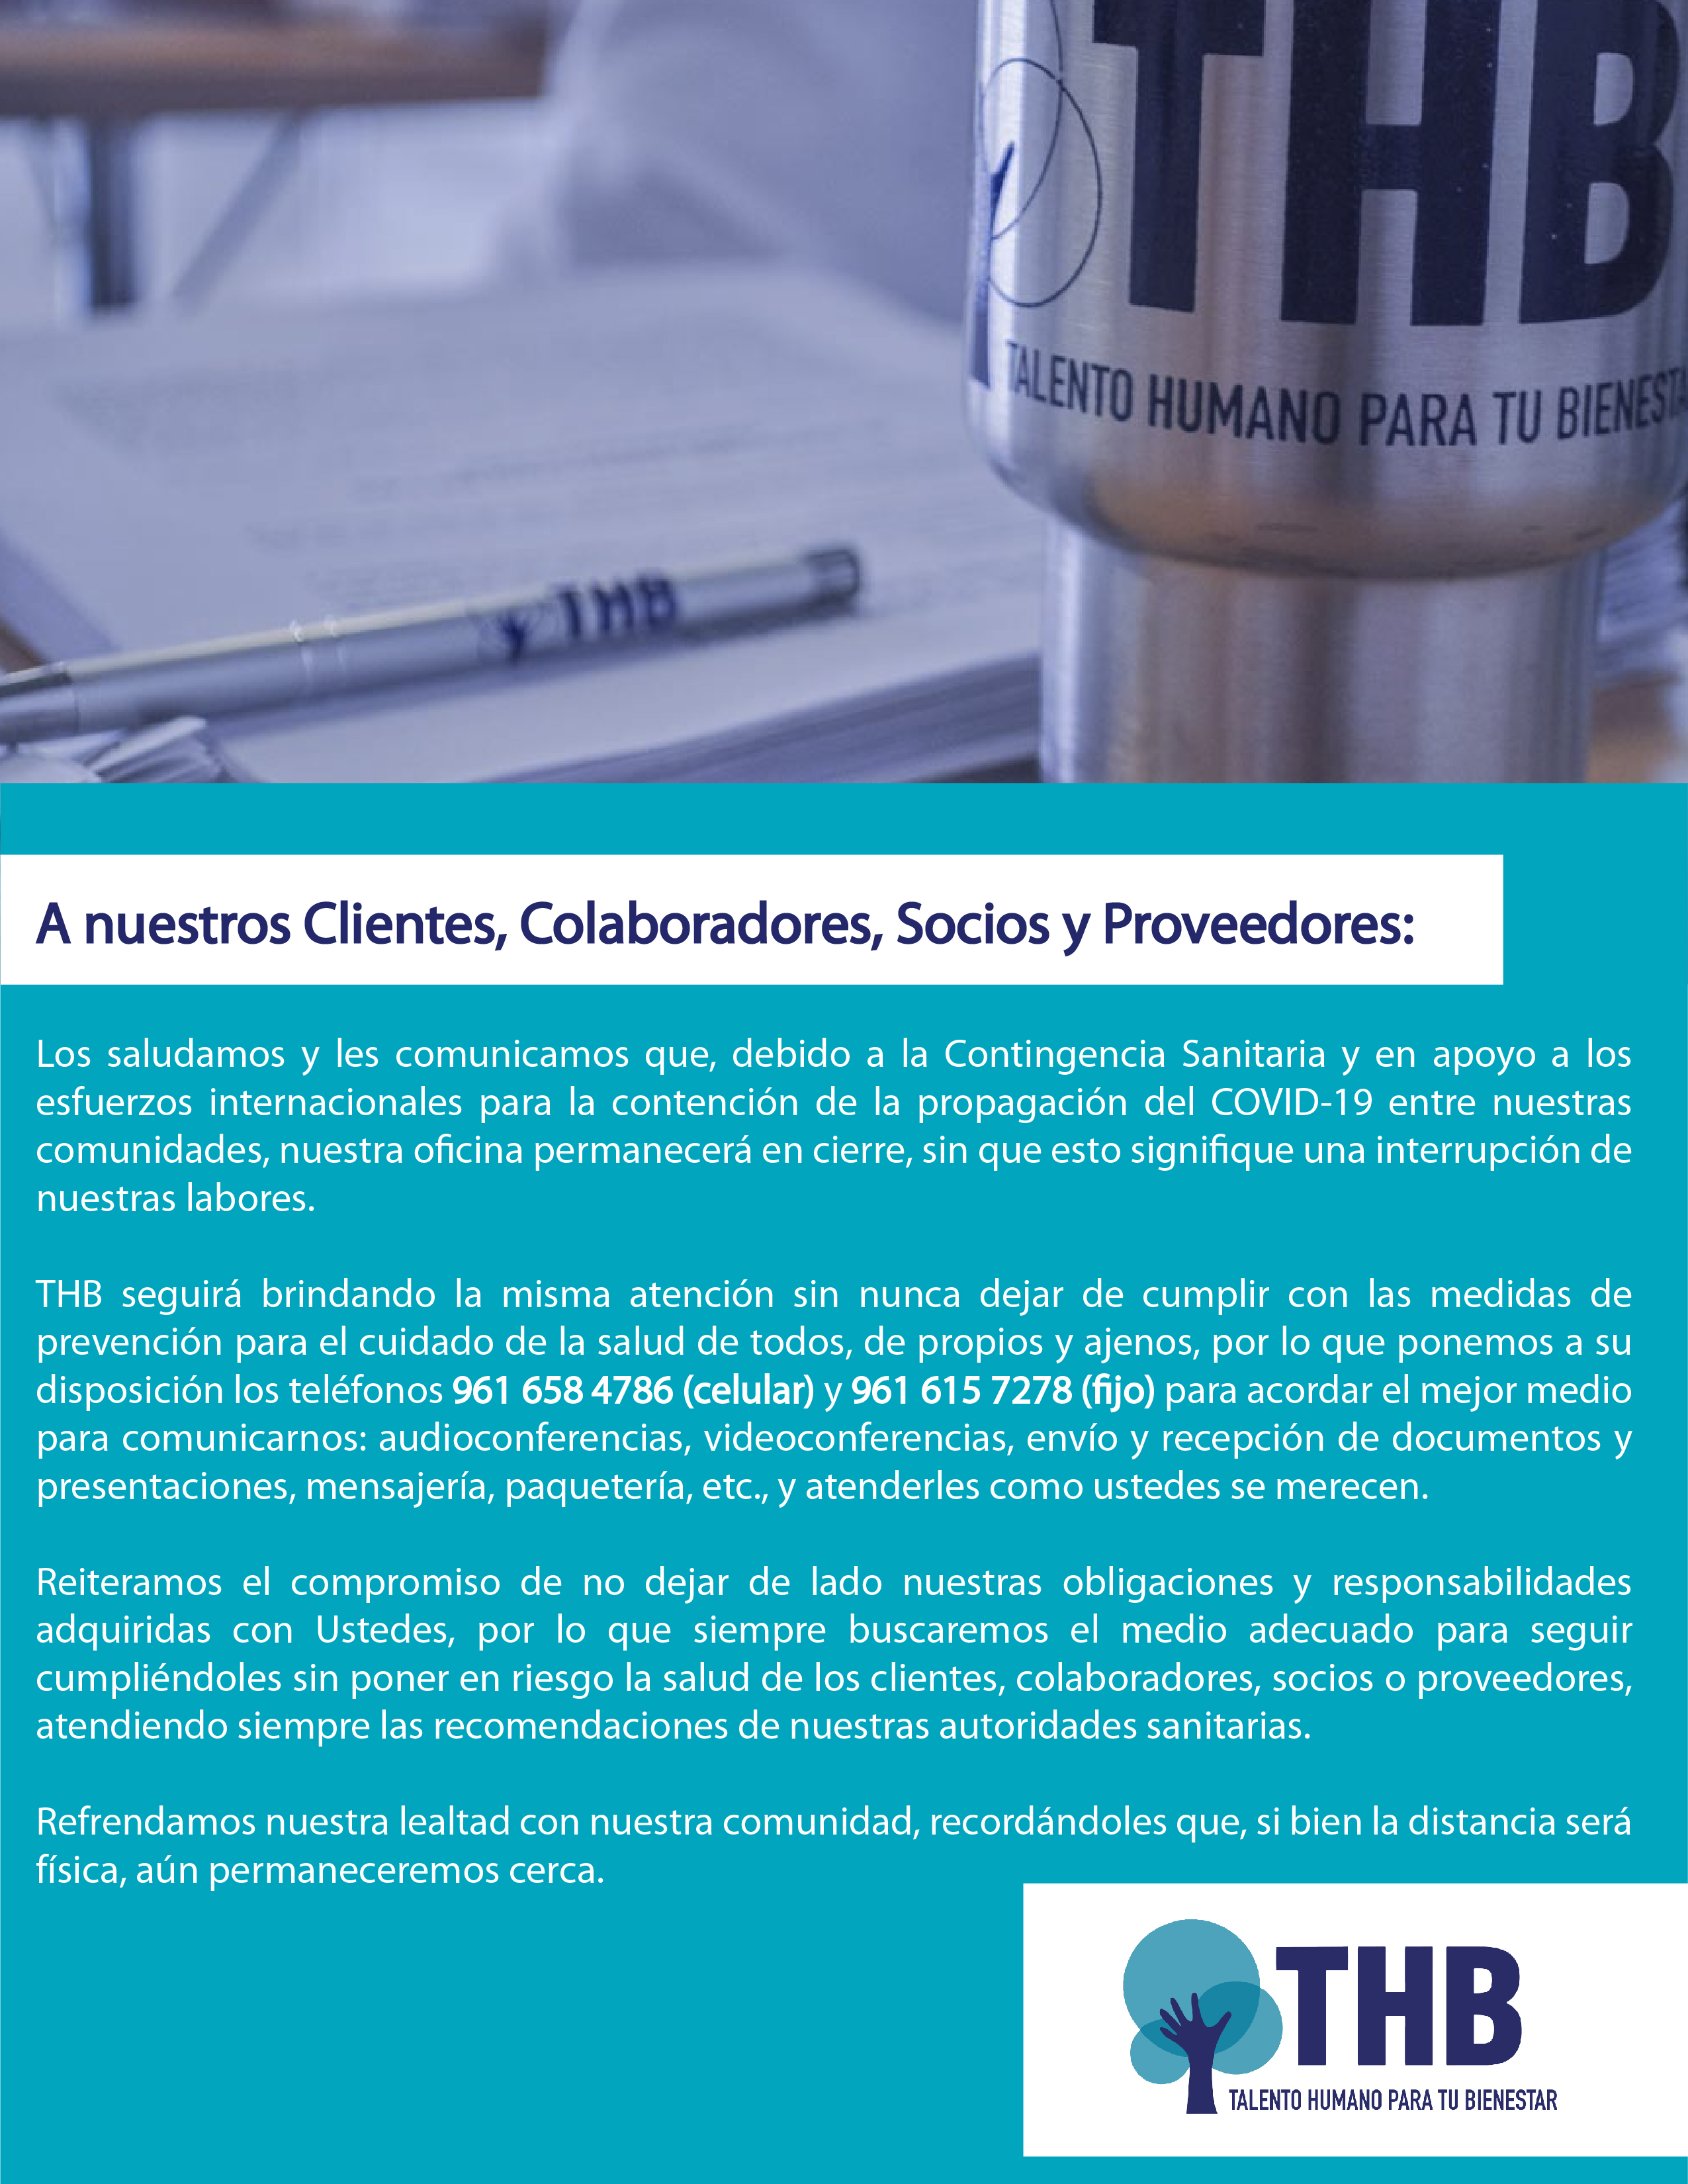 THB
TALENTO HUMANO PARA TU BIENESTA
THB
A nuestros Clientes, Colaboradores, Socios y Proveedores:
Los saludamos y les comunicamos que, debido a la Contingencia Sanitaria y en apoyo a los
esfuerzos internacionales para la contención de la propagación del COVID-19 entre nuestras
comunidades, nuestra oficina permanecerá en cierre, sin que esto signifique una interrupción de
nuestras labores.
THB seguirá brindando la misma atención sin nunca dejar de cumplir con las medidas de
prevención para el cuidado de la salud de todos, de propios y ajenos, por lo que ponemos a su
disposición los teléfonos 961 658 4786 (celular) y 961 615 7278 (fijo) para acordar el mejor medio
para comunicarnos: audioconferencias, videoconferencias, envío y recepción de documentos y
presentaciones, mensajería, paquetería, etc., y atenderles como ustedes se merecen.
Reiteramos el compromiso de no dejar de lado nuestras obligaciones y responsabilidades
adquiridas con Ustedes, por lo que siempre buscaremos el medio adecuado para seguir
cumpliéndoles sin poner en riesgo la salud de los clientes, colaboradores, socios o proveedores,
atendiendo siempre las recomendaciones de nuestras autoridades sanitarias.
Refrendamos nuestra lealtad con nuestra comunidad, recordándoles que, si bien la distancia será
física, aún permaneceremos cerca.
THB
TALENTO HUMANO PARA TU BIENESTAR